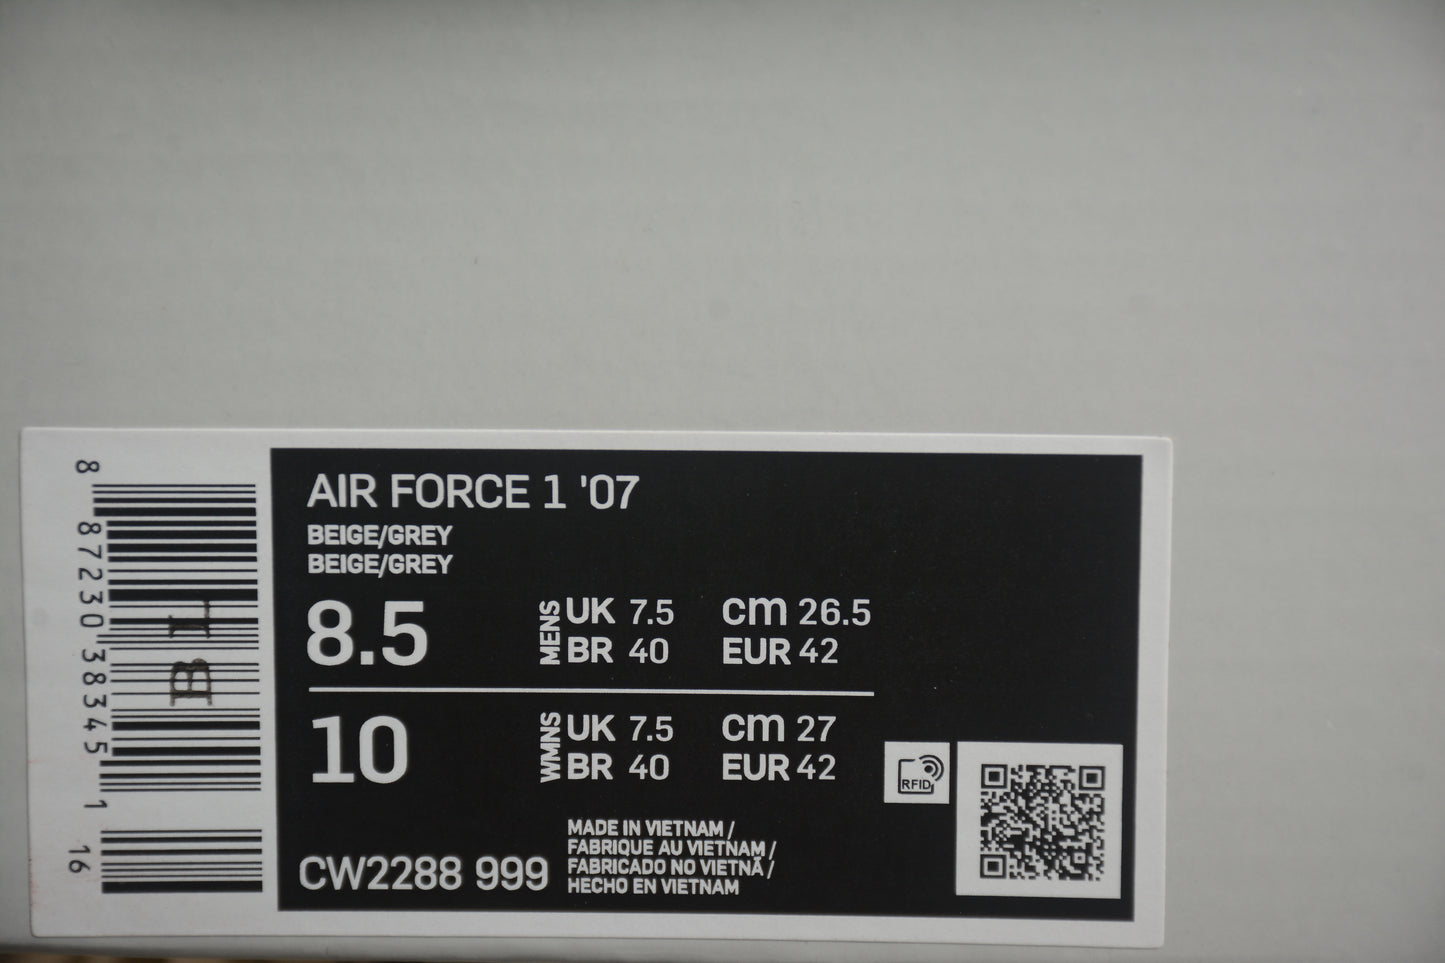 AIR FORCE 1 '07
BEIGE/GREY
BEIGE/GREY
8.5 MENS UK 7.5 cm 26.5
BR 40 EUR 42
10 WMNS UK 7.5 cm 27
BR 40 EUR 42
RFID
CW2288 999
MADE IN VIETNAM /
FABRIQUE AU VIETNAM /
FABRICADO NO VIETNÃ /
HECHO EN VIETNAM
8 87230 38345 1 16
BL